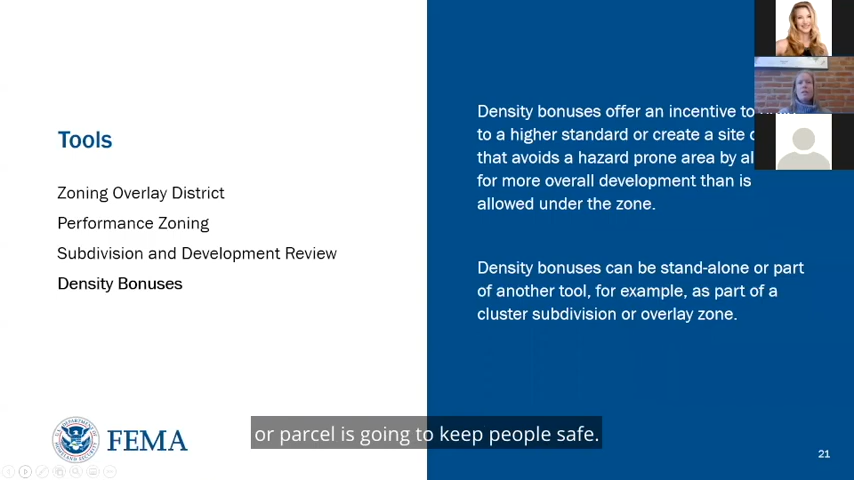 Tools
Zoning Overlay District
Performance Zoning
Subdivision and Development Review
Density Bonuses
Density bonuses offer an incentive to
to a higher standard or create a site
that avoids a hazard prone area by
for more overall development than is
allowed under the zone.
Density bonuses can be stand-alone or part
of another tool, for example, as part of a
cluster subdivision or overlay zone.
FEMA
or parcel is going to keep people safe.
21